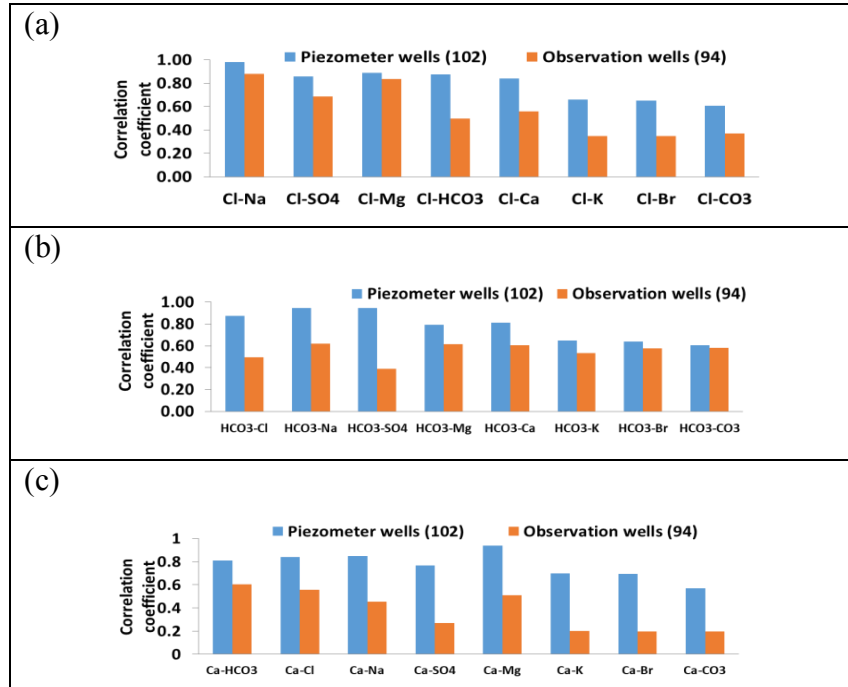 (a)
Piezometer wells (102) Observation wells (94)
Correlation
coefficient
1.00
0.80
0.60
0.40
0.20
0.00
Cl-Na Cl-SO4 Cl-Mg Cl-HCO3 Cl-Ca Cl-K Cl-Br Cl-CO3
(b)
Piezometer wells (102) Observation wells (94)
Correlation
coefficient
1.00
0.80
0.60
0.40
0.20
0.00
HCO3-Cl HCO3-Na HCO3-SO4 HCO3-Mg HCO3-Ca HCO3-K HCO3-Br HCO3-CO3
(c)
Piezometer wells (102) Observation wells (94)
Correlation
coefficient
1
0.8
0.6
0.4
0.2
0
Ca-HCO3 Ca-Cl Ca-Na Ca-SO4 Ca-Mg Ca-K Ca-Br Ca-CO3